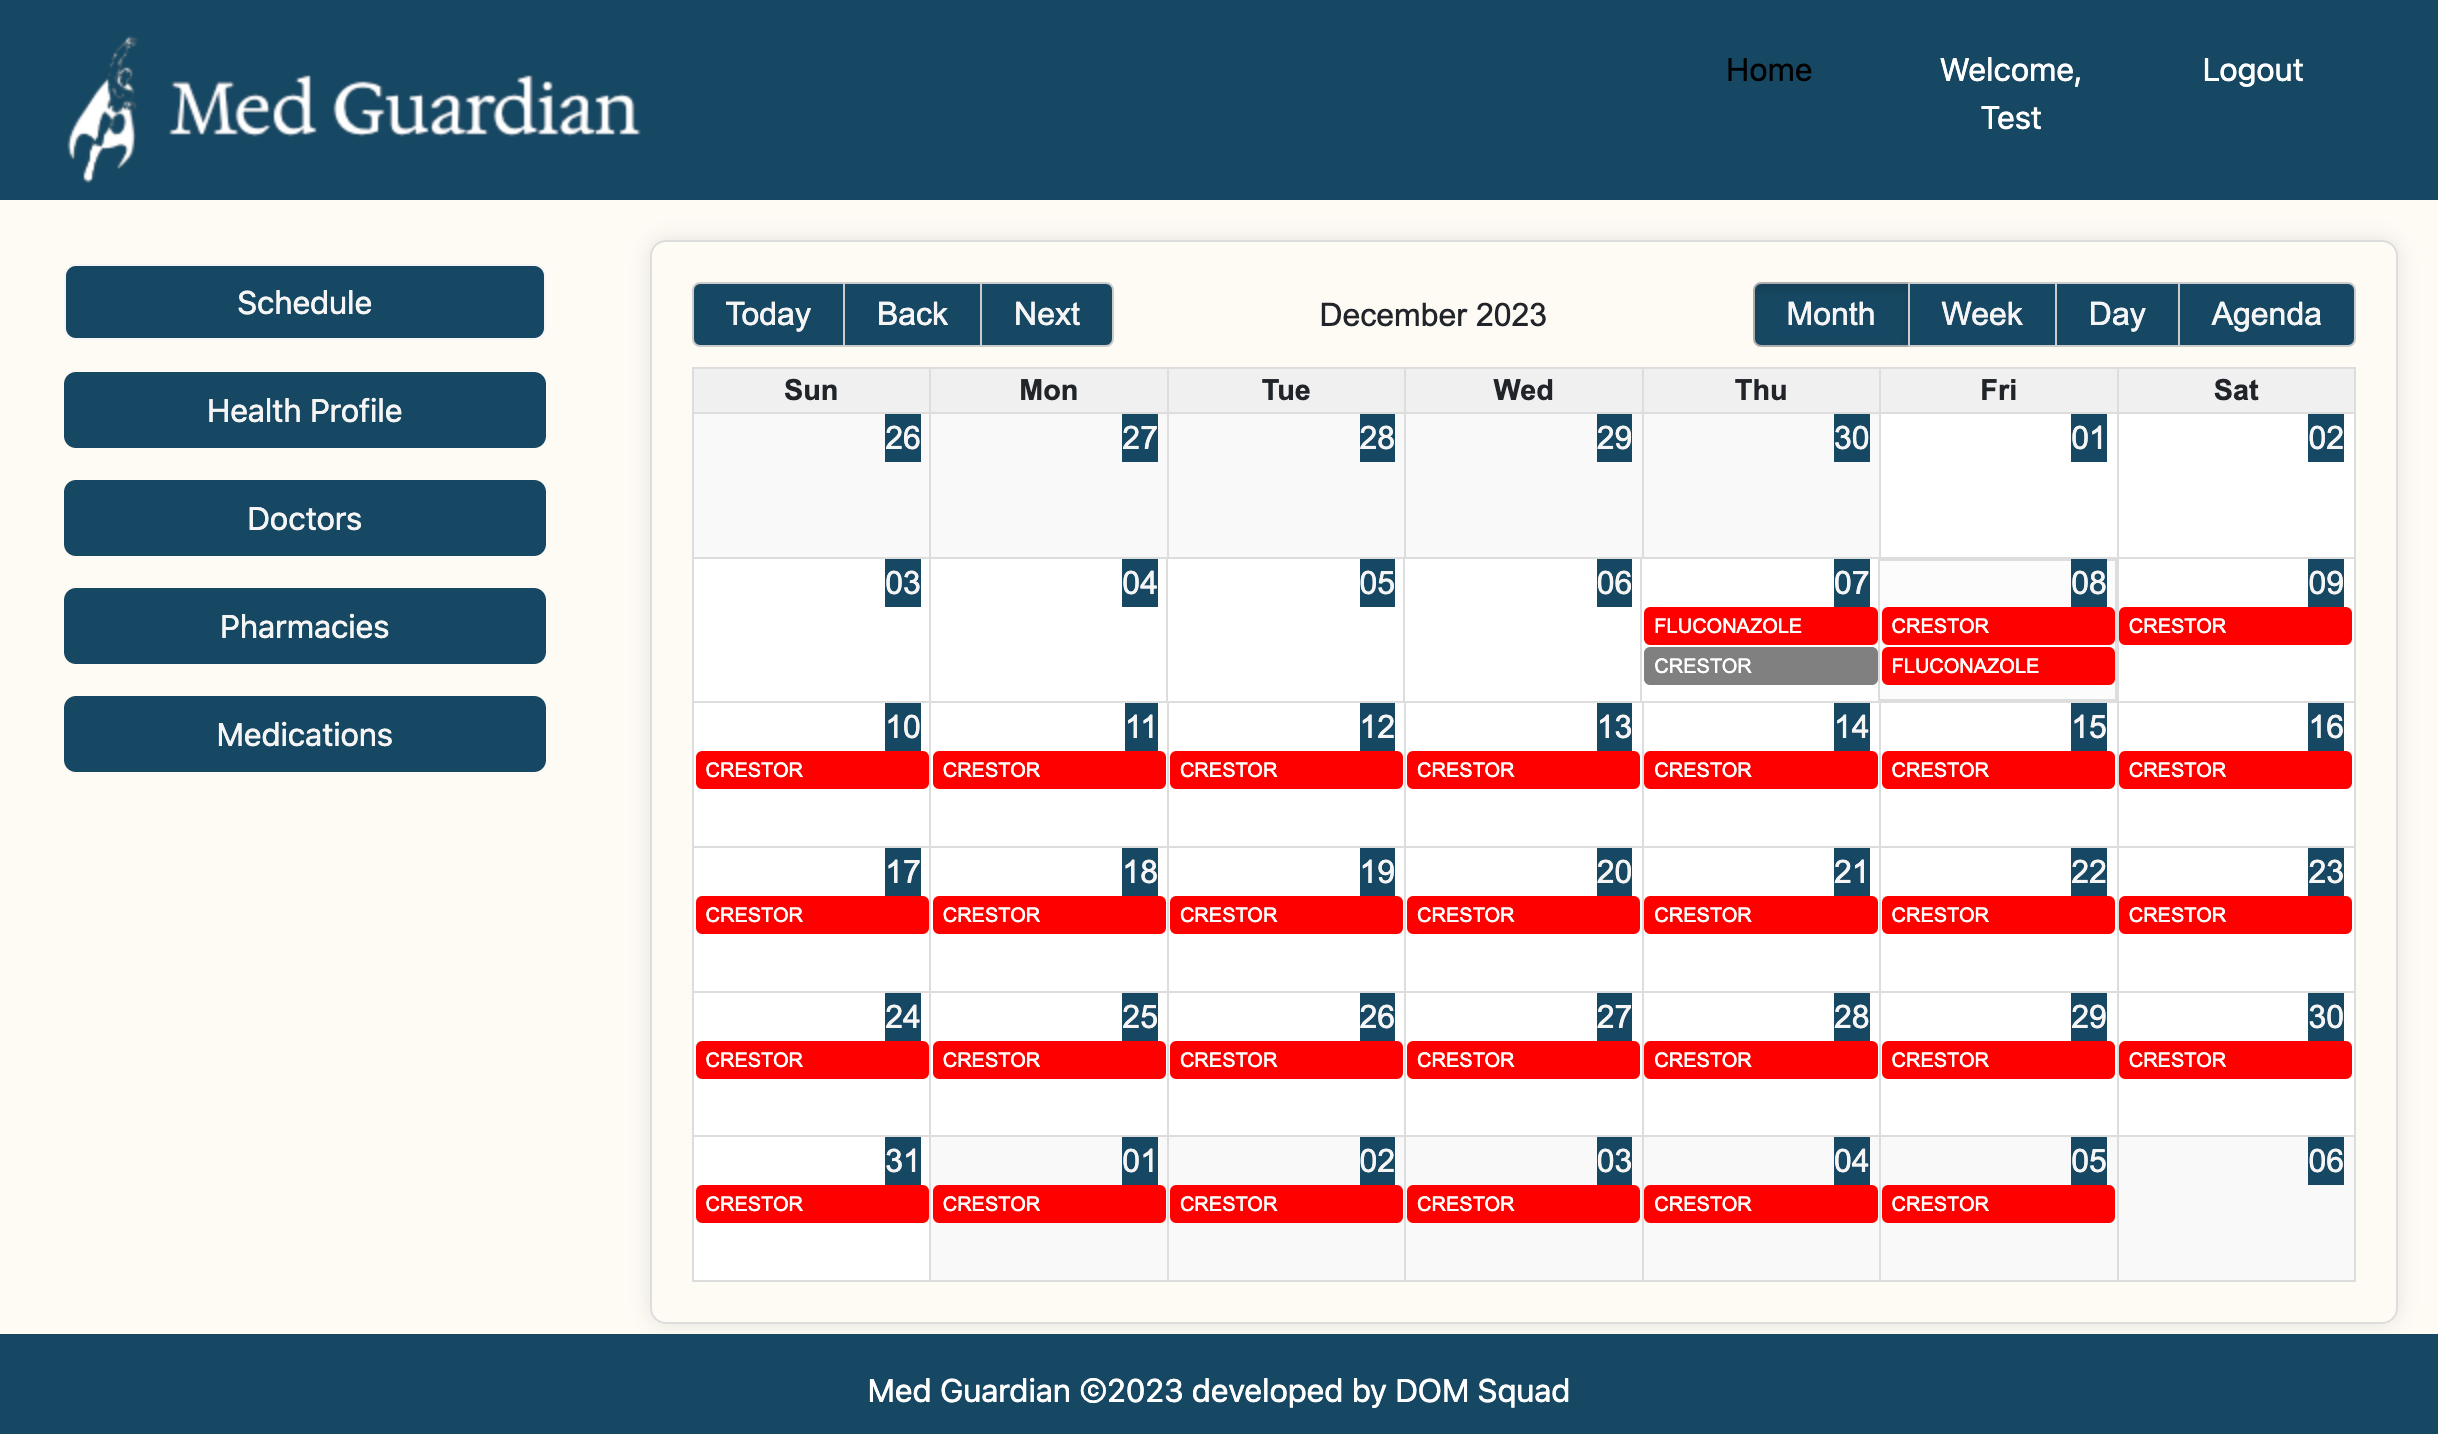 Med Guardian
Home
Welcome,
Test
Logout
Schedule
Health Profile
Doctors
Pharmacies
Medications
Today Back Next
December 2023
Month Week Day Agenda
Sun Mon Tue Wed Thu Fri Sat
26 27 28 29 30 01 02
03 04 05 06 07 08 09
FLUCONAZOLE CRESTOR CRESTOR
CRESTOR FLUCONAZOLE
10 11 12 13 14 15 16
CRESTOR CRESTOR CRESTOR CRESTOR CRESTOR CRESTOR CRESTOR
17 18 19 20 21 22 23
CRESTOR CRESTOR CRESTOR CRESTOR CRESTOR CRESTOR CRESTOR
24 25 26 27 28 29 30
CRESTOR CRESTOR CRESTOR CRESTOR CRESTOR CRESTOR CRESTOR
31 01 02 03 04 05 06
CRESTOR CRESTOR CRESTOR CRESTOR CRESTOR CRESTOR
Med Guardian ©2023 developed by DOM Squad